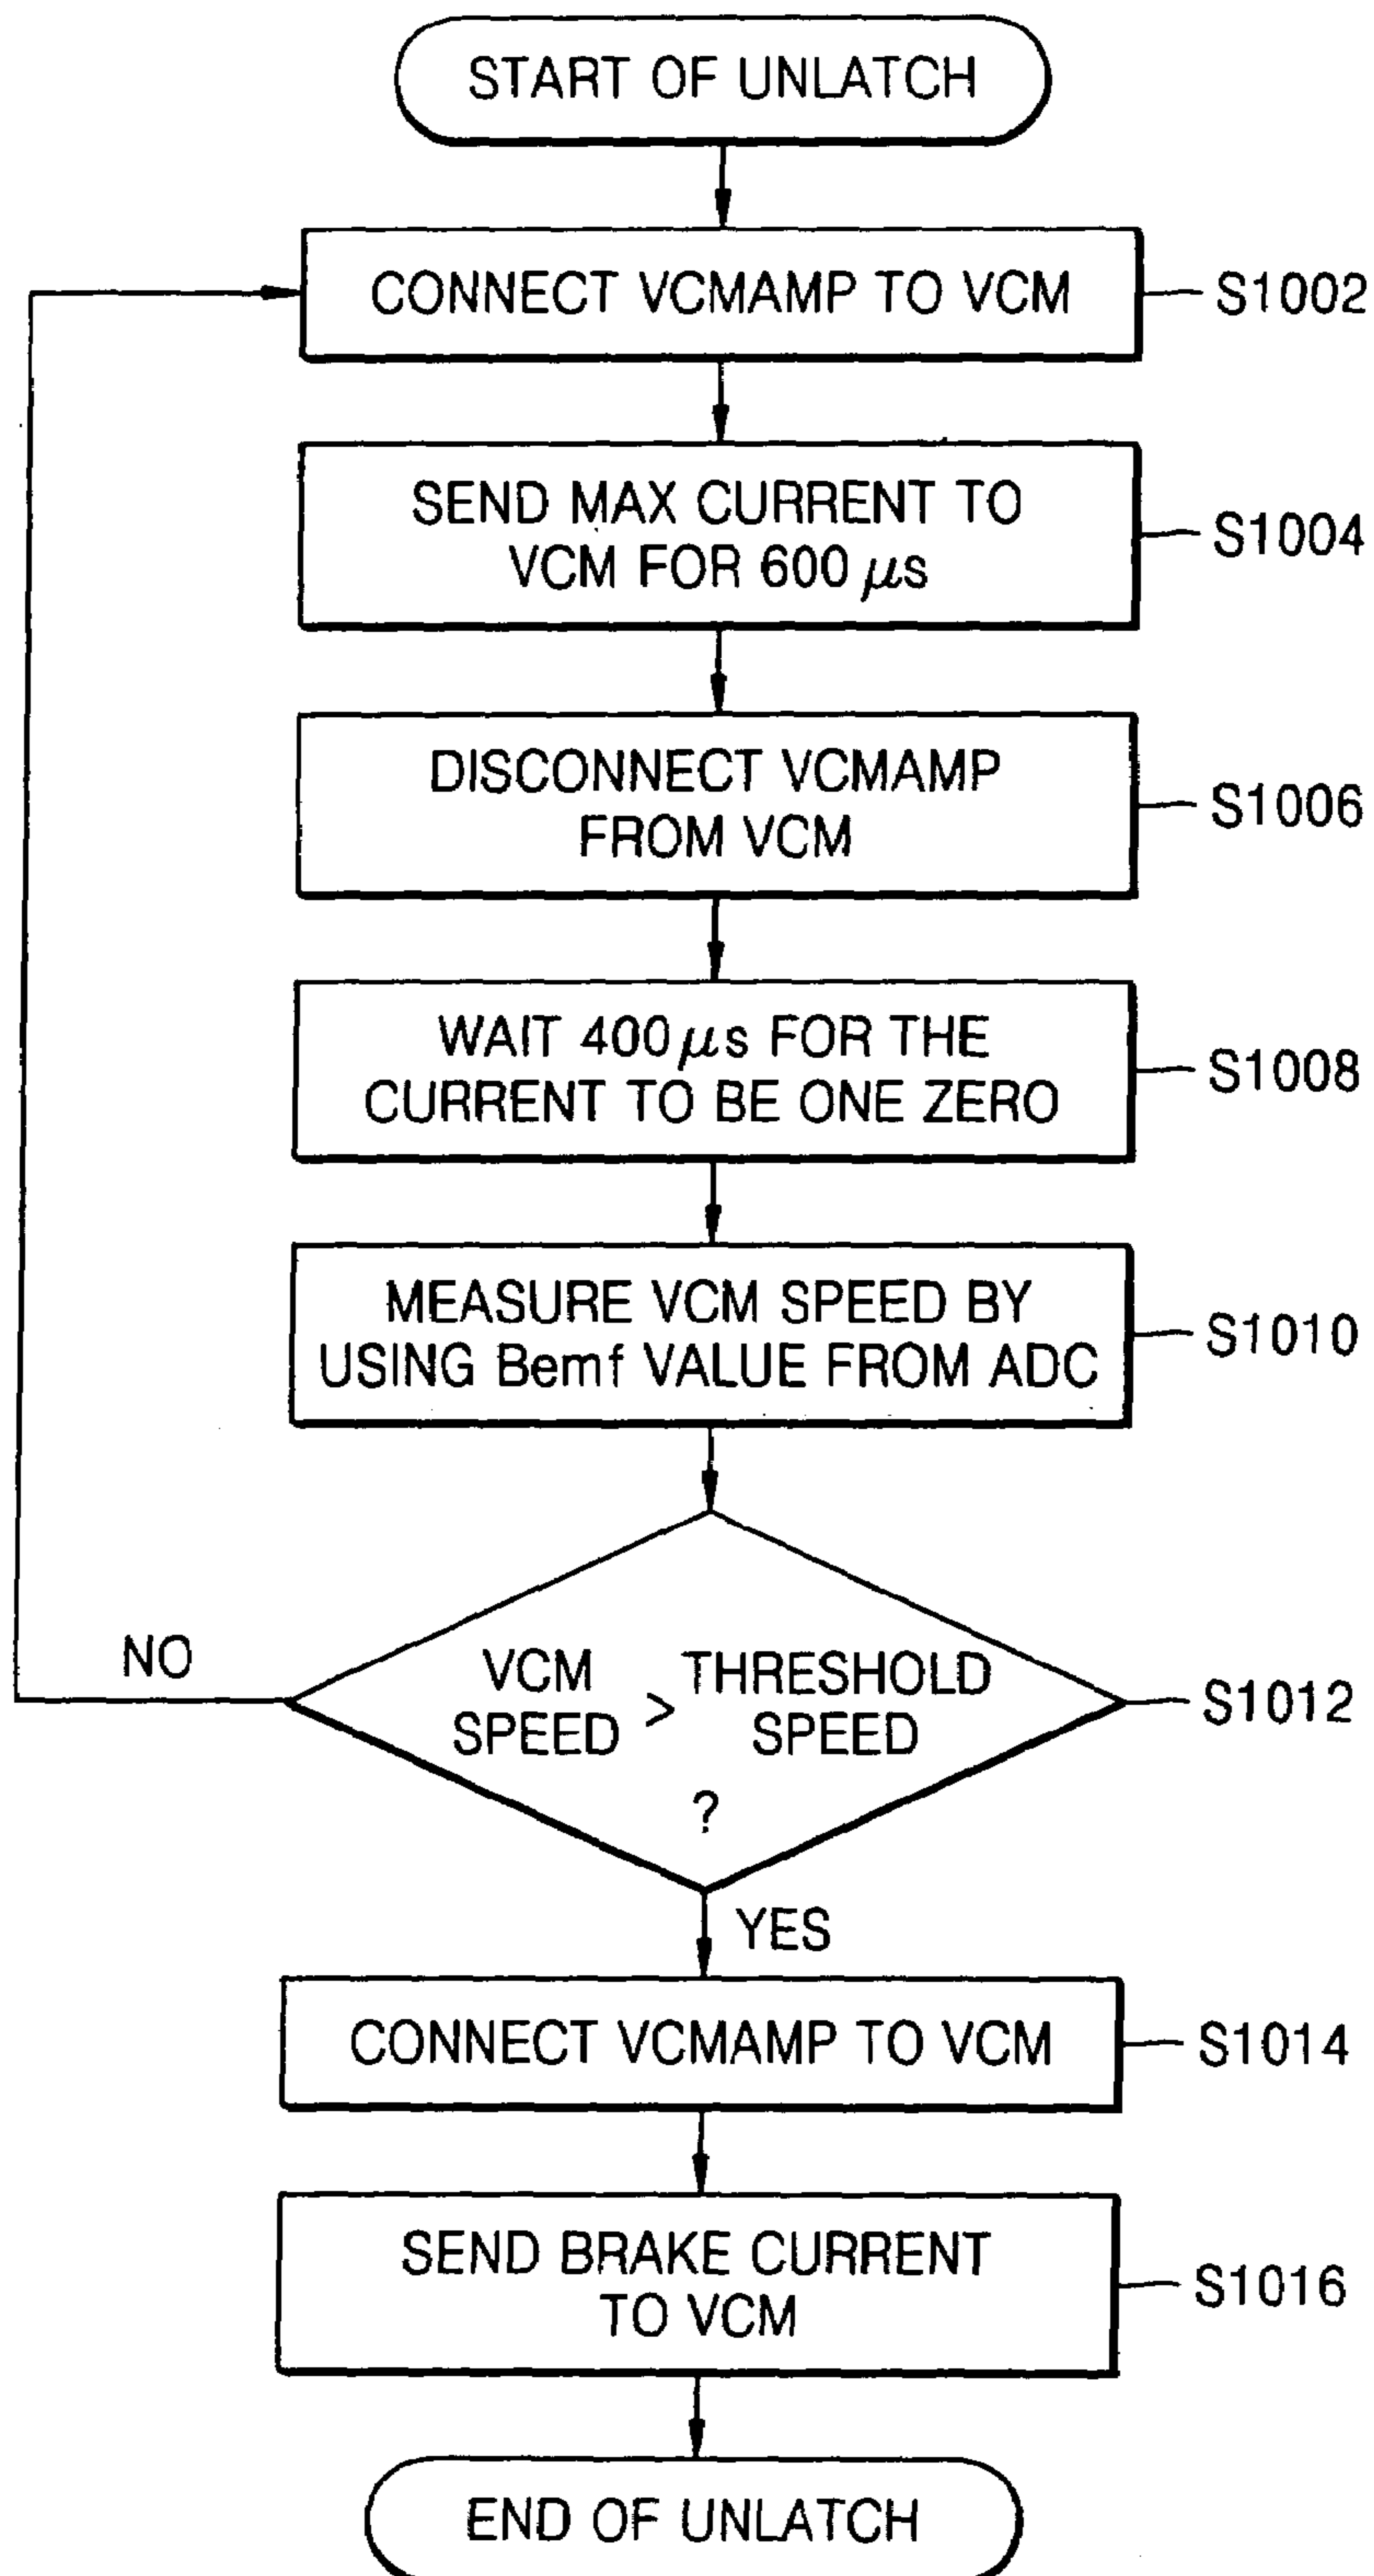 START OF UNLATCH
CONNECT VCMAMP TO VCM
S1002
SEND MAX CURRENT TO
VCM FOR 600 μs
S1004
DISCONNECT VCMAMP
FROM VCM
S1006
WAIT 400μs FOR THE
CURRENT TO BE ONE ZERO
S1008
MEASURE VCM SPEED BY
USING Bemf VALUE FROM ADC
S1010
NO
VCM SPEED > THRESHOLD SPEED
?
S1012
YES
CONNECT VCMAMP TO VCM
S1014
SEND BRAKE CURRENT
TO VCM
S1016
END OF UNLATCH